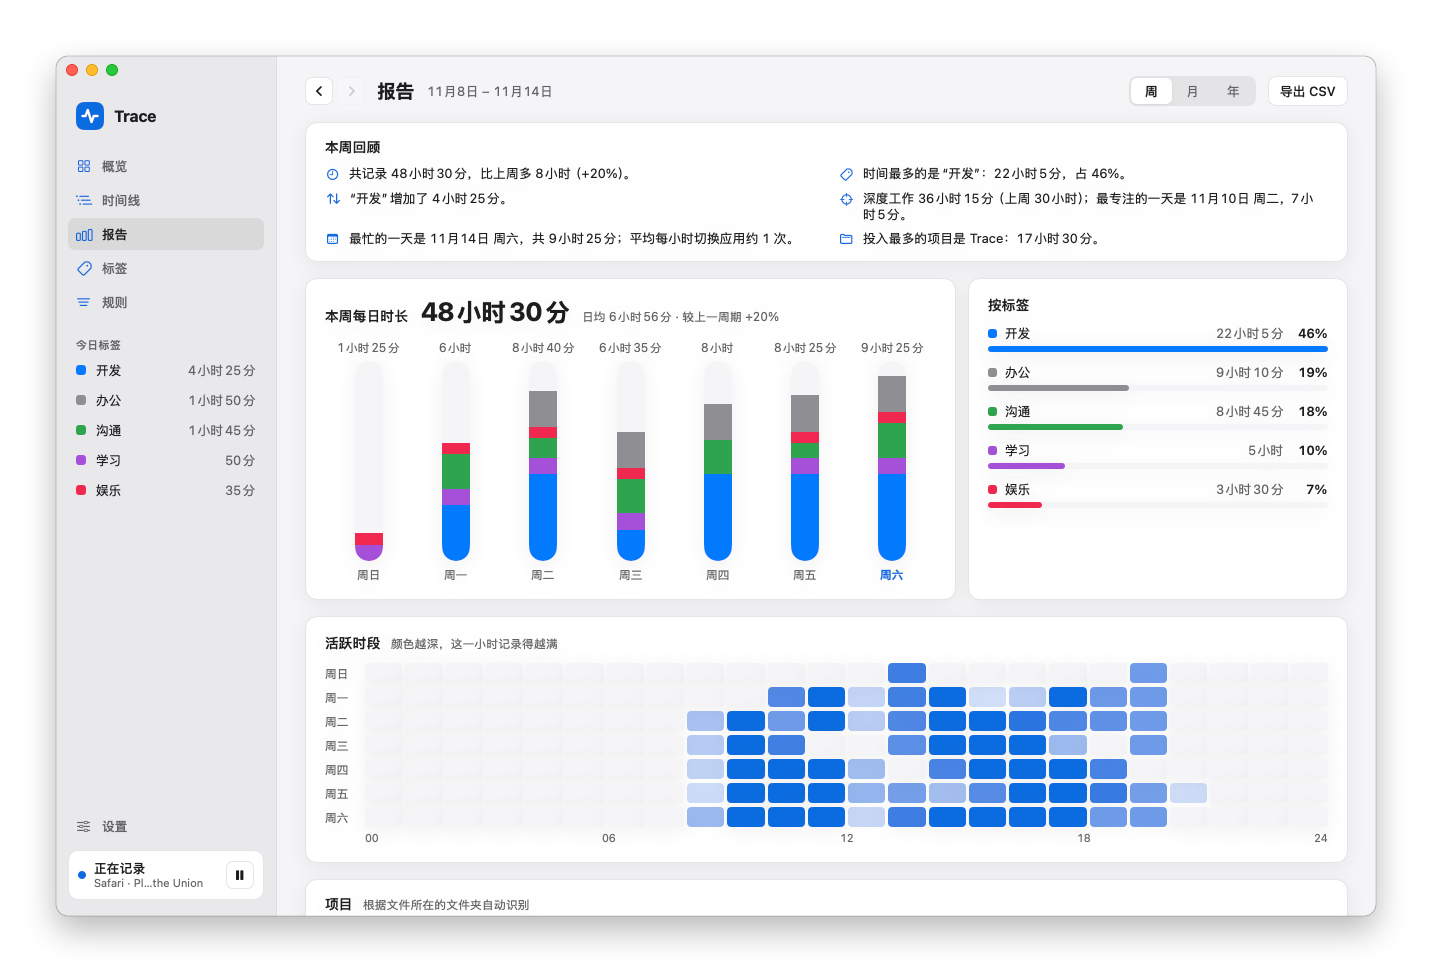 Trace
概览
时间线
报告
标签
规则
今日标签
开发 4小时25分
办公 1小时50分
沟通 1小时45分
学习 50分
娱乐 35分
设置
正在记录
Safari · Pl...the Union
报告 11月8日 – 11月14日
周 月 年
导出 CSV
本周回顾
共记录 48小时30分，比上周多 8小时（+20%）。
时间最多的是“开发”：22小时5分，占 46%。
“开发”增加了 4小时25分。
深度工作 36小时15分（上周 30小时）；最专注的一天是 11月10日 周二，7小
时5分。
最忙的一天是 11月14日 周六，共 9小时25分；平均每小时切换应用约 1 次。
投入最多的项目是 Trace：17小时30分。
本周每日时长 48小时30分 日均 6小时56分 · 较上一周期 +20%
1小时25分 6小时 8小时40分 6小时35分 8小时 8小时25分 9小时25分
周日 周一 周二 周三 周四 周五 周六
按标签
开发 22小时5分 46%
办公 9小时10分 19%
沟通 8小时45分 18%
学习 5小时 10%
娱乐 3小时30分 7%
活跃时段 颜色越深，这一小时记录得越满
周日
周一
周二
周三
周四
周五
周六
00 06 12 18 24
项目 根据文件所在的文件夹自动识别